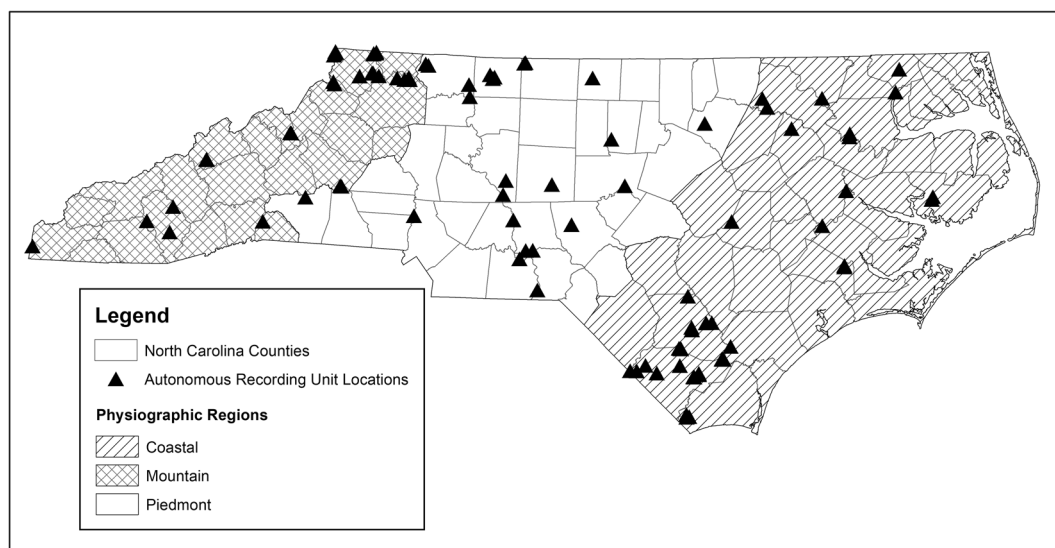 Legend
North Carolina Counties
Autonomous Recording Unit Locations
Physiographic Regions
Coastal
Mountain
Piedmont